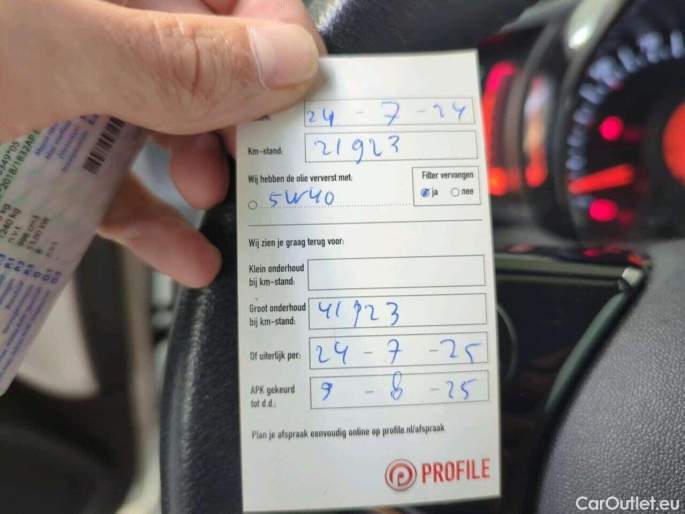 24 - 7 - 24
Km-stand: 21923
Wij hebben de olie ververst met: Filter vervangen
5W40 ja nee
Wij zien je graag terug voor:
Klein onderhoud
bij km-stand:
Groot onderhoud
bij km-stand: 41923
Of uiterlijk per: 24 - 7 - 25
APK gekeurd
tot d.d.: 9 - 8 - 25
Plan je afspraak eenvoudig online op profile.nl/afspraak
PROFILE
CarOutlet.eu